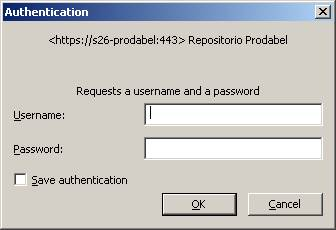 Authentication
<https://s26-prodabel:443> Repositorio Prodabel
Requests a username and a password
Username:
Password:
Save authentication
OK Cancel